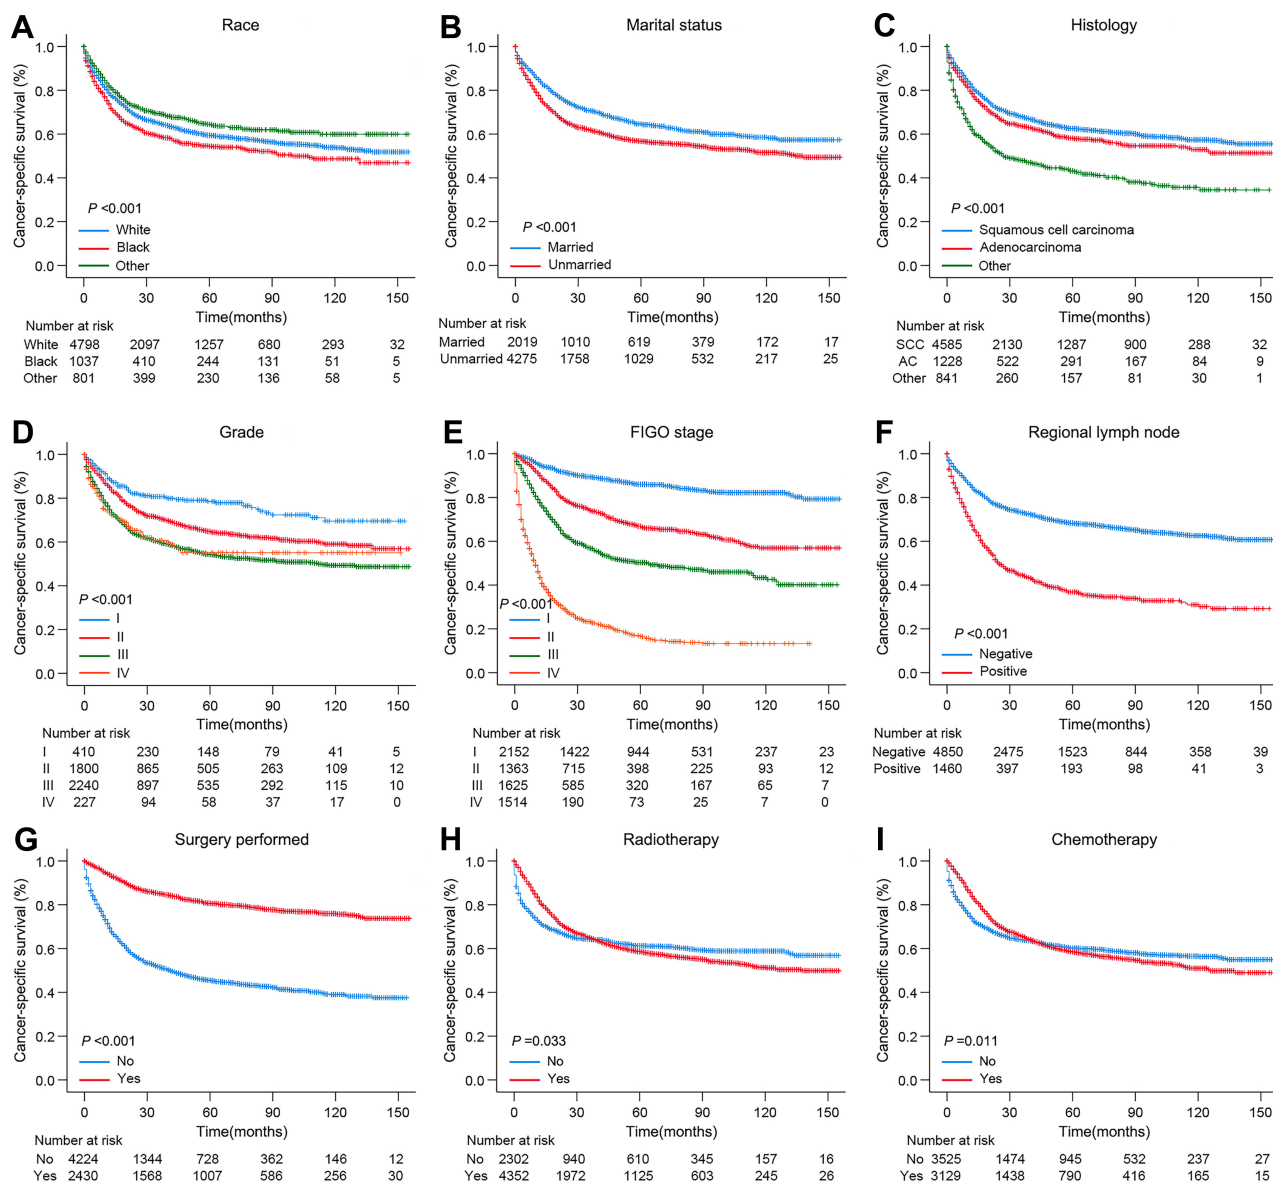 A
Race
Cancer-specific survival (%)
1.0
0.8
0.6
0.4
0.2
0.0
P <0.001
White
Black
Other
0 30 60 90 120 150
Time(months)
Number at risk
White 4798 2097 1257 680 293 32
Black 1037 410 244 131 51 5
Other 801 399 230 136 58 5
B
Marital status
Cancer-specific survival (%)
1.0
0.8
0.6
0.4
0.2
0.0
P <0.001
Married
Unmarried
0 30 60 90 120 150
Time(months)
Number at risk
Married 2019 1010 619 379 172 17
Unmarried 4275 1758 1029 532 217 25
C
Histology
Cancer-specific survival (%)
1.0
0.8
0.6
0.4
0.2
0.0
P <0.001
Squamous cell carcinoma
Adenocarcinoma
Other
0 30 60 90 120 150
Time(months)
Number at risk
SCC 4585 2130 1287 900 288 32
AC 1228 522 291 167 84 9
Other 841 260 157 81 30 1
D
Grade
Cancer-specific survival (%)
1.0
0.8
0.6
0.4
0.2
0.0
P <0.001
I
II
III
IV
0 30 60 90 120 150
Time(months)
Number at risk
I 410 230 148 79 41 5
II 1800 865 505 263 109 12
III 2240 897 535 292 115 10
IV 227 94 58 37 17 0
E
FIGO stage
Cancer-specific survival (%)
1.0
0.8
0.6
0.4
0.2
0.0
P <0.001
I
II
III
IV
0 30 60 90 120 150
Time(months)
Number at risk
I 2152 1422 944 531 237 23
II 1363 715 398 225 93 12
III 1625 585 320 167 65 7
IV 1514 190 73 25 7 0
F
Regional lymph node
Cancer-specific survival (%)
1.0
0.8
0.6
0.4
0.2
0.0
P <0.001
Negative
Positive
0 30 60 90 120 150
Time(months)
Number at risk
Negative 4850 2475 1523 844 358 39
Positive 1460 397 193 98 41 3
G
Surgery performed
Cancer-specific survival (%)
1.0
0.8
0.6
0.4
0.2
0.0
P <0.001
No
Yes
0 30 60 90 120 150
Time(months)
Number at risk
No 4224 1344 728 362 146 12
Yes 2430 1568 1007 586 256 30
H
Radiotherapy
Cancer-specific survival (%)
1.0
0.8
0.6
0.4
0.2
0.0
P =0.033
No
Yes
0 30 60 90 120 150
Time(months)
Number at risk
No 2302 940 610 345 157 16
Yes 4352 1972 1125 603 245 26
I
Chemotherapy
Cancer-specific survival (%)
1.0
0.8
0.6
0.4
0.2
0.0
P =0.011
No
Yes
0 30 60 90 120 150
Time(months)
Number at risk
No 3525 1474 945 532 237 27
Yes 3129 1438 790 416 165 15